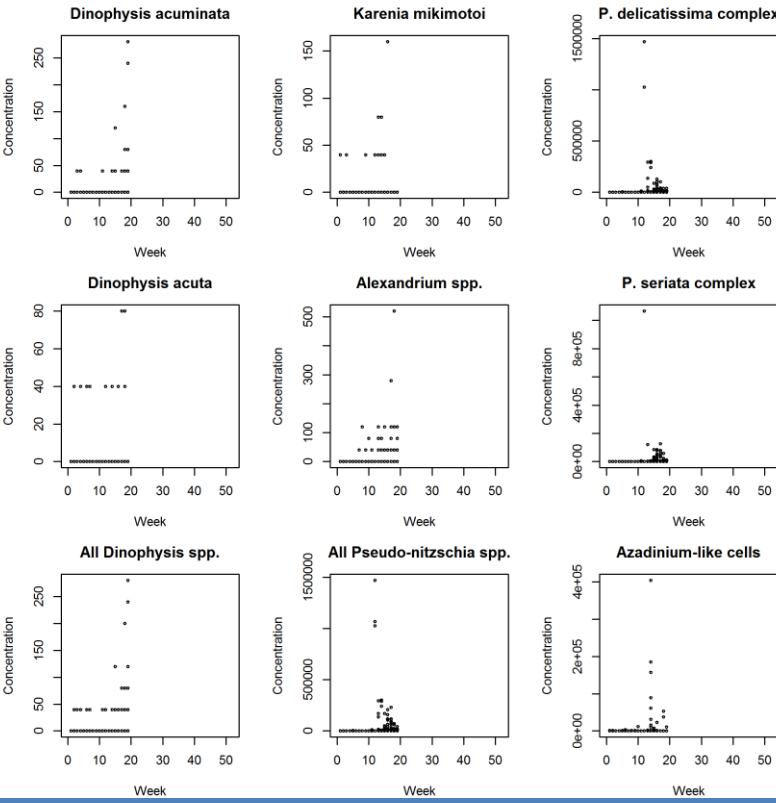 Dinophysis acuminata
Concentration
0 50 150 250
0 10 20 30 40 50
Week
Karenia mikimotoi
Concentration
0 50 100 150
0 10 20 30 40 50
Week
P. delicatissima complex
Concentration
0 500000 1500000
0 10 20 30 40 50
Week
Dinophysis acuta
Concentration
0 20 40 60 80
0 10 20 30 40 50
Week
Alexandrium spp.
Concentration
0 100 300 500
0 10 20 30 40 50
Week
P. seriata complex
Concentration
0e+00 4e+05 8e+05
0 10 20 30 40 50
Week
All Dinophysis spp.
Concentration
0 50 150 250
0 10 20 30 40 50
Week
All Pseudo-nitzschia spp.
Concentration
0 500000 1500000
0 10 20 30 40 50
Week
Azadinium-like cells
Concentration
0e+00 2e+05 4e+05
0 10 20 30 40 50
Week